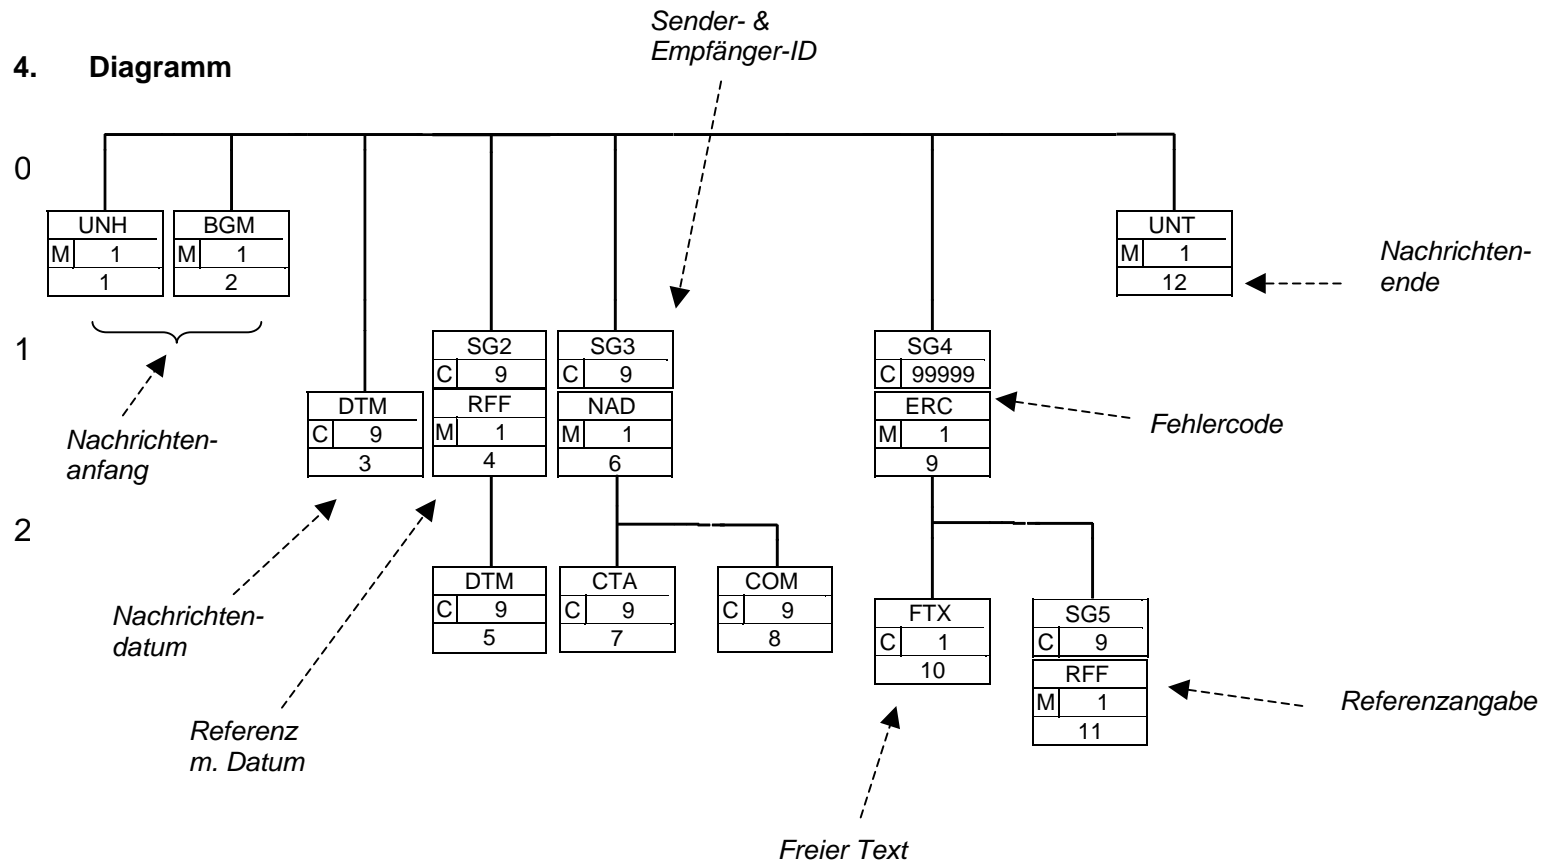 Sender- &
Empfänger-ID
4. Diagramm
0
UNH
M 1
1
BGM
M 1
2
UNT
M 1
12
Nachrichten-
ende
1
Nachrichten-
anfang
DTM
C 9
3
SG2
C 9
RFF
M 1
4
SG3
C 9
NAD
M 1
6
SG4
C 99999
ERC
M 1
9
Fehlercode
2
Nachrichten-
datum
Referenz
m. Datum
DTM
C 9
5
CTA
C 9
7
COM
C 9
8
FTX
C 1
10
SG5
C 9
RFF
M 1
11
Referenzangabe
Freier Text